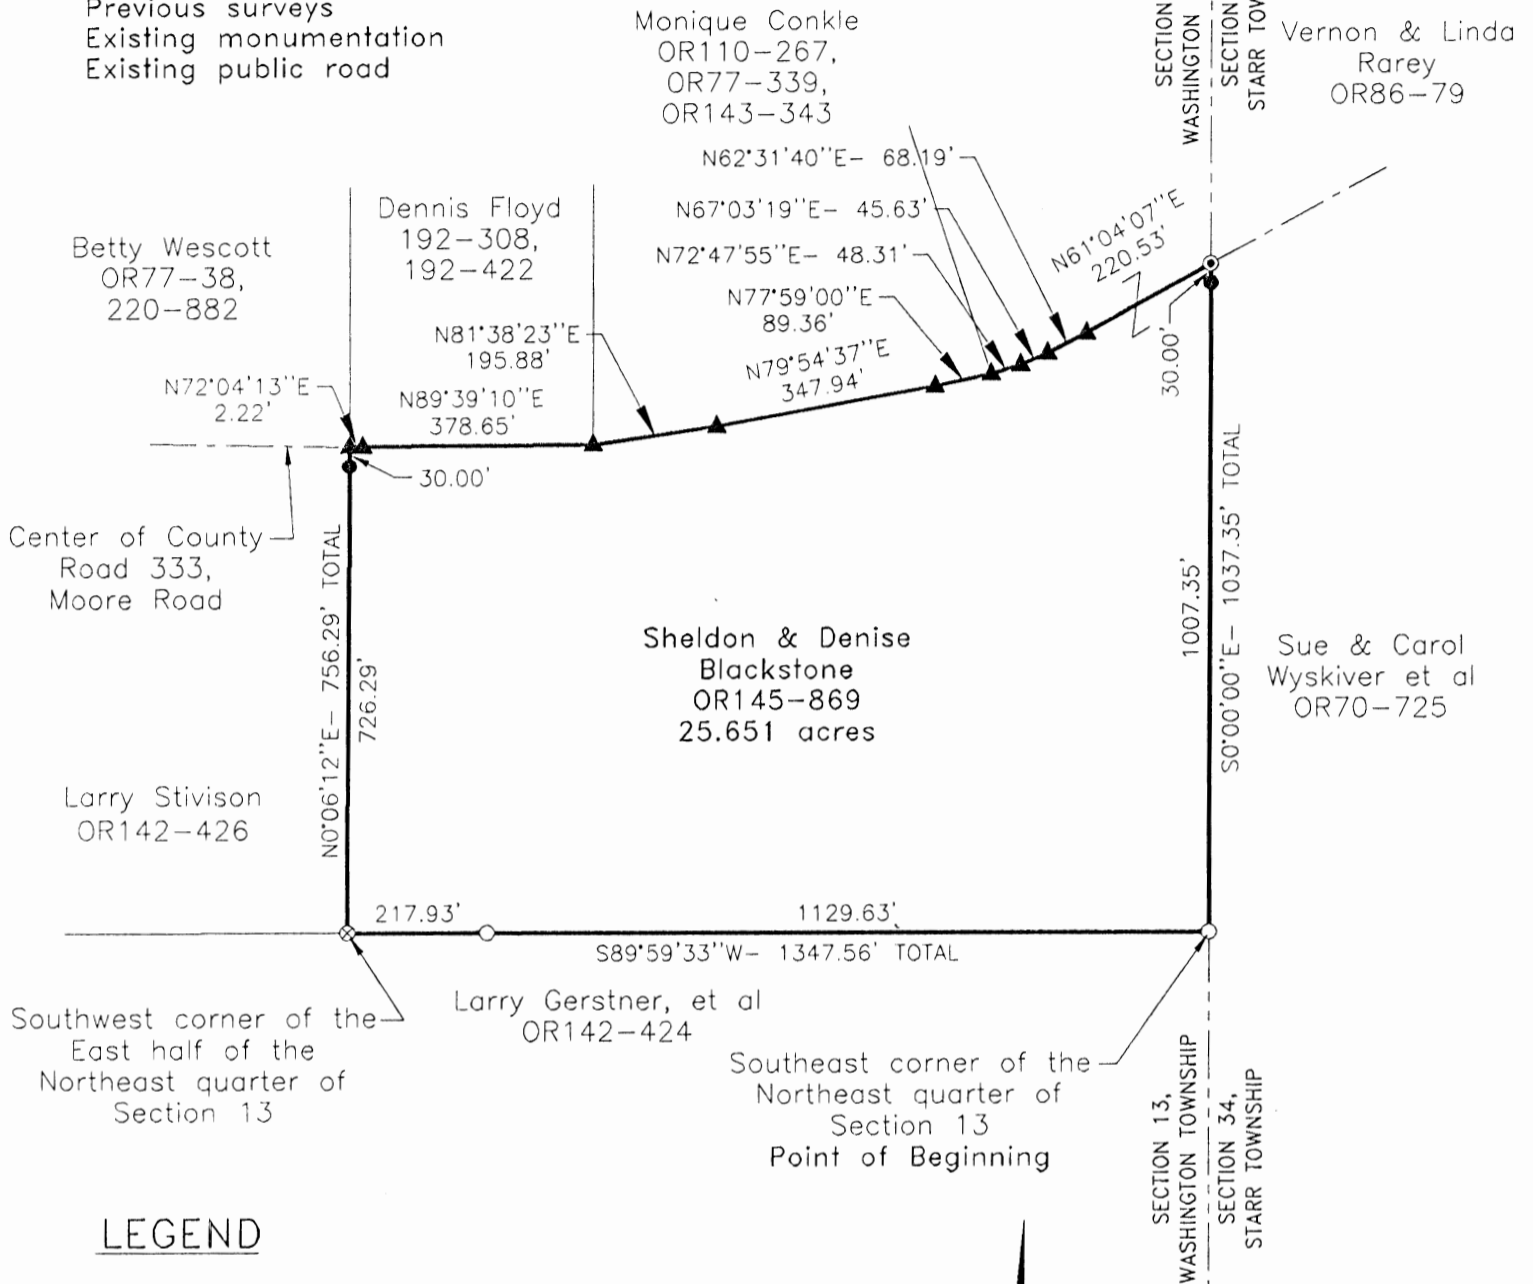 Previous surveys
Existing monumentation
Existing public road
Monique Conkle
OR110-267,
OR77-339,
OR143-343
SECTION
WASHINGTON
SECTION
STARR
Vernon & Linda
Rarey
OR86-79
N62°31'40"E- 68.19'
Dennis Floyd
192-308,
192-422
N67°03'19"E- 45.63'
N72°47'55"E- 48.31'
N61°04'07"E
220.53'
Betty Wescott
OR77-38,
220-882
N77°59'00"E
89.36'
N81°38'23"E
195.88'
N79°54'37"E
347.94'
30.00'
N72°04'13"E
2.22'
N89°39'10"E
378.65'
30.00'
Center of County
Road 333,
Moore Road
N0°06'12"E- 756.29' TOTAL
726.29'
Sheldon & Denise
Blackstone
OR145-869
25.651 acres
1007.35'
S0°00'00"E- 1037.35' TOTAL
Sue & Carol
Wyskiver et al
OR70-725
Larry Stivison
OR142-426
217.93'
1129.63'
S89°59'33"W- 1347.56' TOTAL
Larry Gerstner, et al
OR142-424
Southwest corner of the
East half of the
Northeast quarter of
Section 13
Southeast corner of the
Northeast quarter of
Section 13
Point of Beginning
SECTION 13,
WASHINGTON TOWNSHIP
SECTION 34,
STARR TOWNSHIP
LEGEND